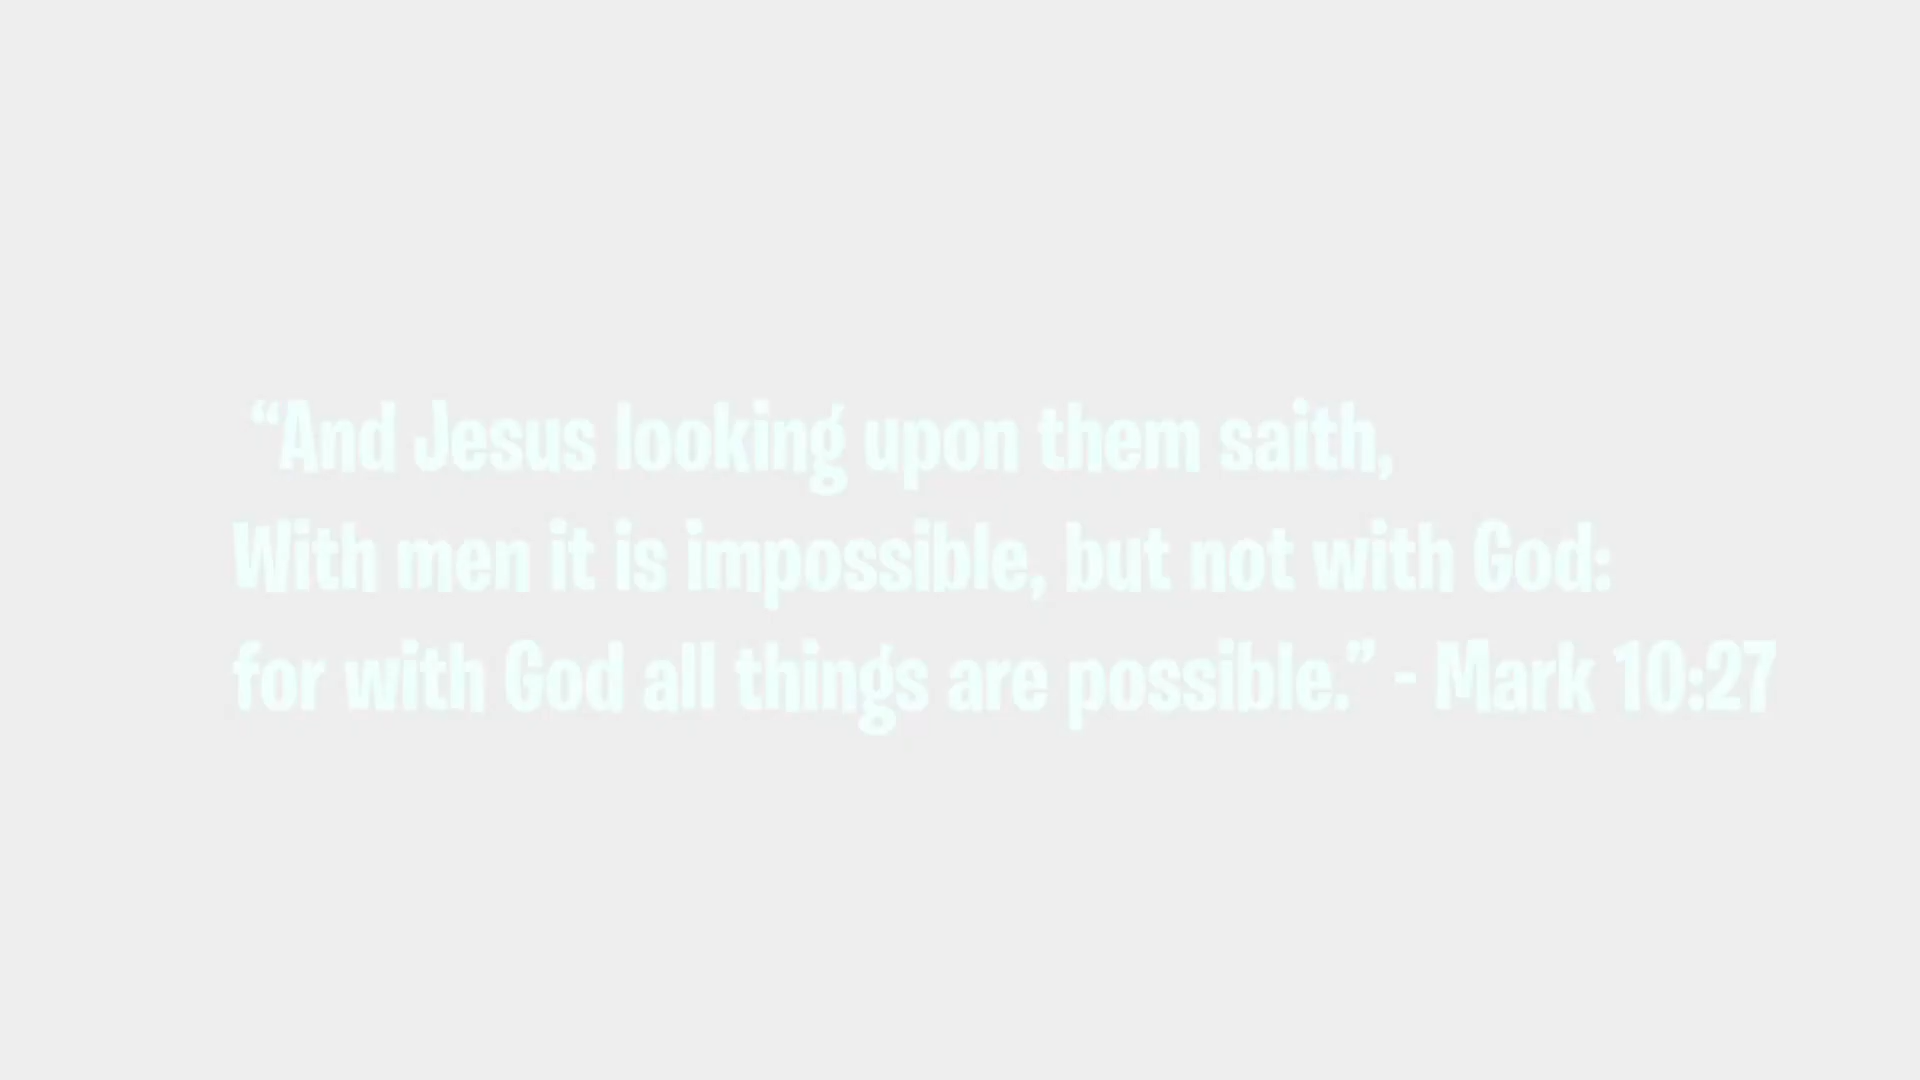 “And Jesus looking upon them saith,
With men it is impossible, but not with God:
for with God all things are possible.” - Mark 10:27